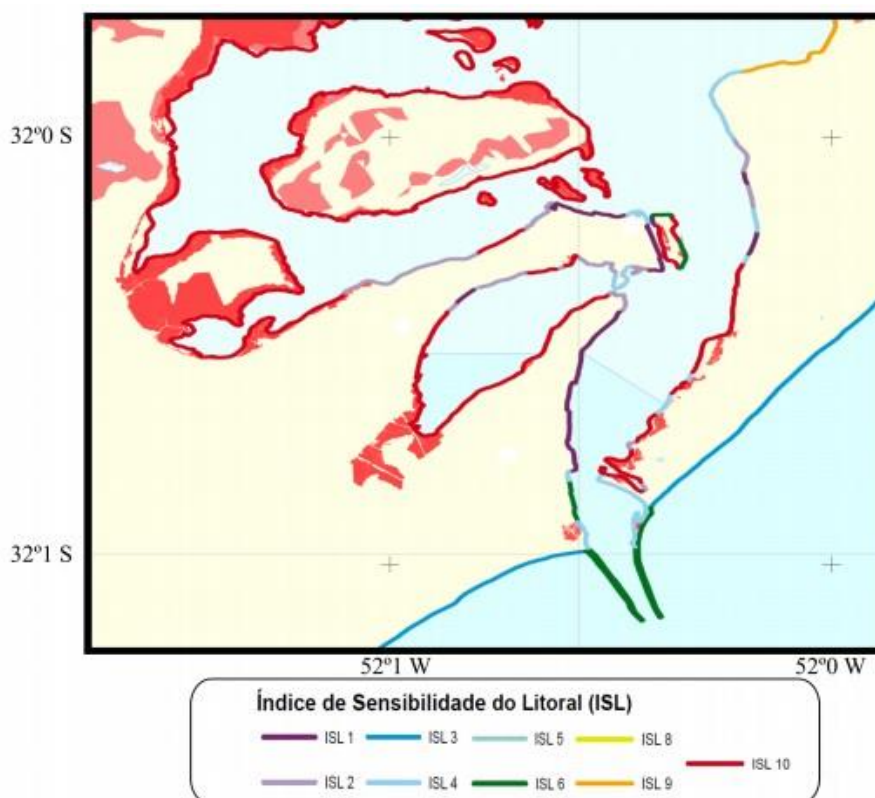 32º0 S
32º1 S
52º1 W 52º0 W
Índice de Sensibilidade do Litoral (ISL)
ISL 1 ISL 3 ISL 5 ISL 8
ISL 10
ISL 2 ISL 4 ISL 6 ISL 9